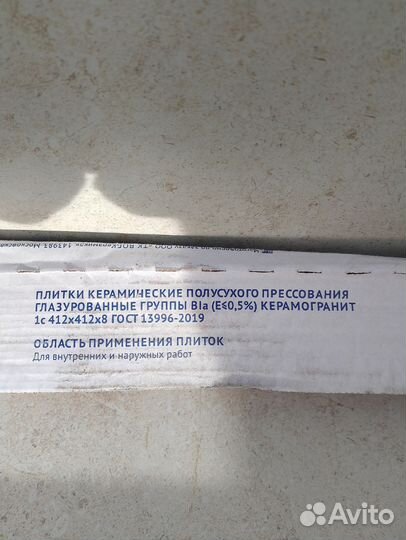 ПЛИТКИ КЕРАМИЧЕСКИЕ ПОЛУСУХОГО ПРЕССОВАНИЯ
ГЛАЗУРОВАННЫЕ ГРУППЫ BIa (E≤0,5%) КЕРАМОГРАНИТ
1с 412х412х8 ГОСТ 13996-2019
ОБЛАСТЬ ПРИМЕНЕНИЯ ПЛИТОК
Для внутренних и наружных работ
Avito